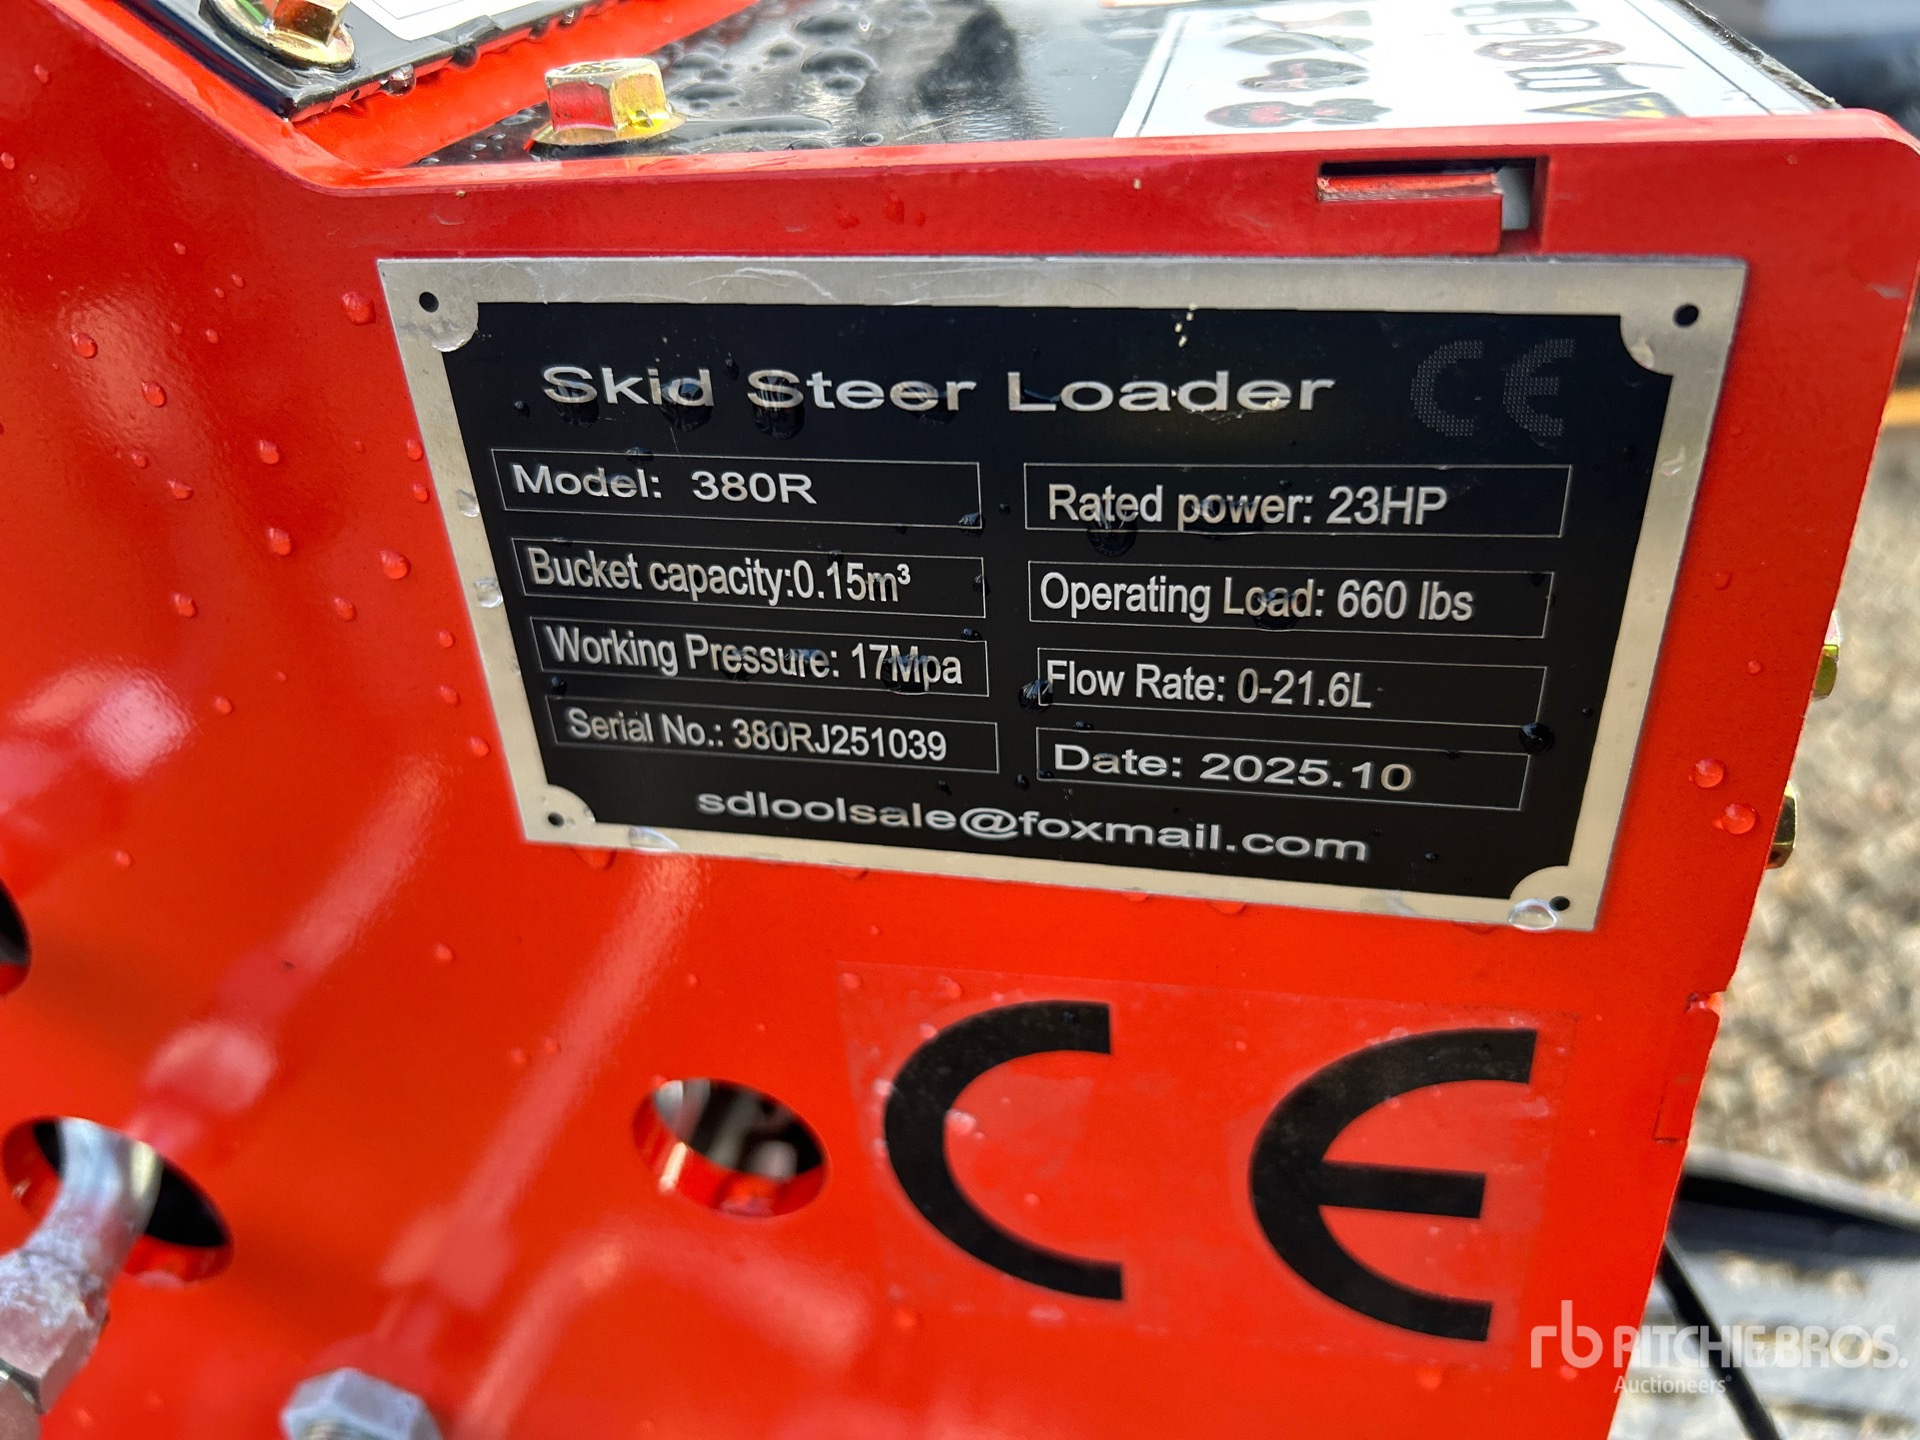 Skid Steer Loader CE
Model: 380R
Rated power: 23HP
Bucket capacity:0.15m³
Operating Load: 660 lbs
Working Pressure: 17Mpa
Flow Rate: 0-21.6L
Serial No.: 380RJ251039
Date: 2025.10
sdloolsale@foxmail.com
CE
rb RITCHIE BROS.
Auctioneers